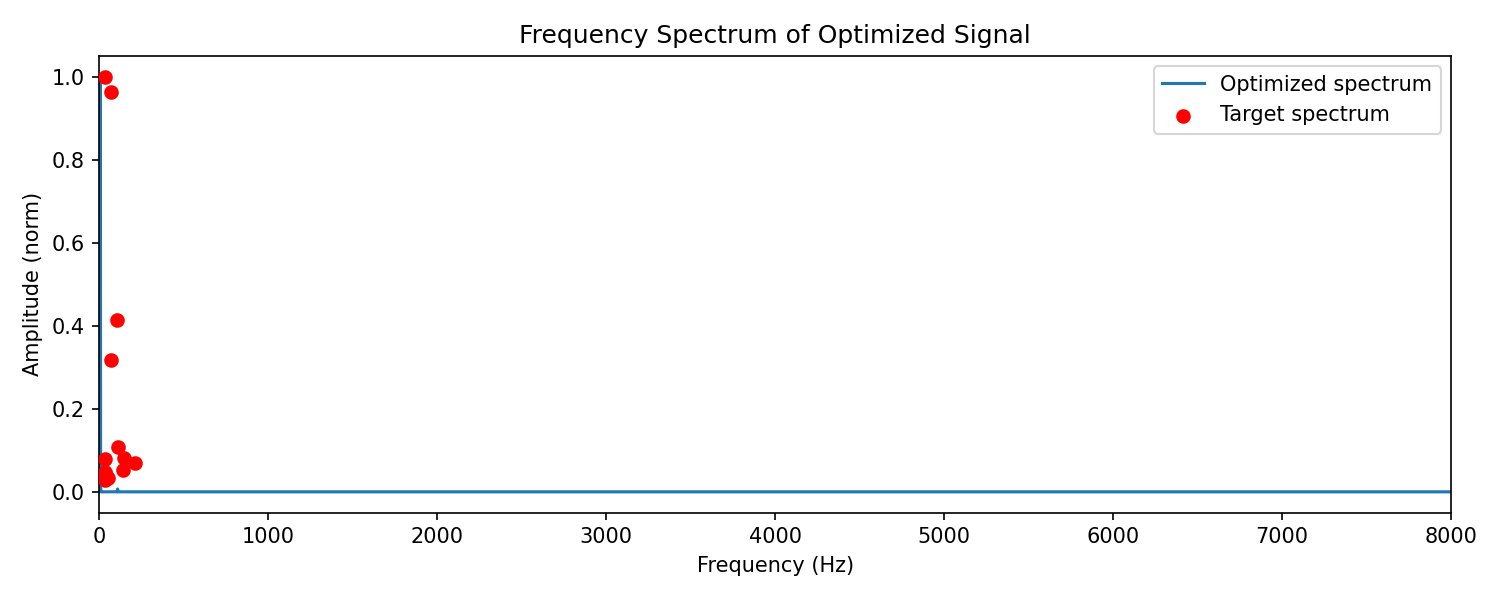 Frequency Spectrum of Optimized Signal
Optimized spectrum
Target spectrum
Amplitude (norm)
1.0
0.8
0.6
0.4
0.2
0.0
0 1000 2000 3000 4000 5000 6000 7000 8000
Frequency (Hz)